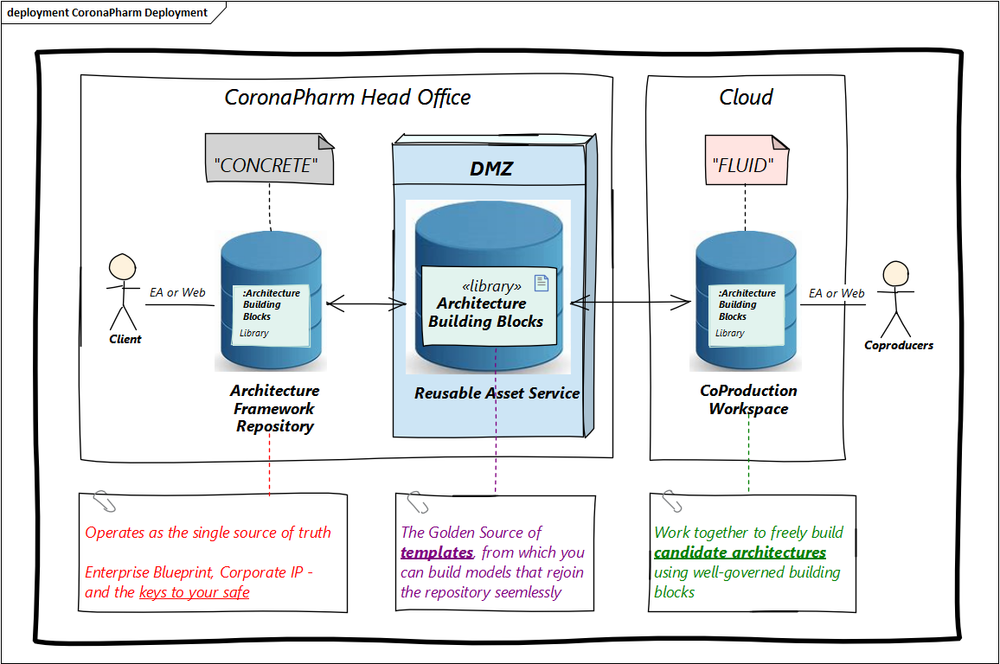 deployment CoronaPharm Deployment
CoronaPharm Head Office
Cloud
"CONCRETE"
DMZ
"FLUID"
«library»
Architecture
Building Blocks
:Architecture
Building
Blocks
Library
:Architecture
Building
Blocks
Library
EA or Web
EA or Web
Client
Coproducers
Architecture
Framework
Repository
Reusable Asset Service
CoProduction
Workspace
Operates as the single source of truth
Enterprise Blueprint, Corporate IP -
and the keys to your safe
The Golden Source of
templates, from which you
can build models that rejoin
the repository seemlessly
Work together to freely build
candidate architectures
using well-governed building
blocks